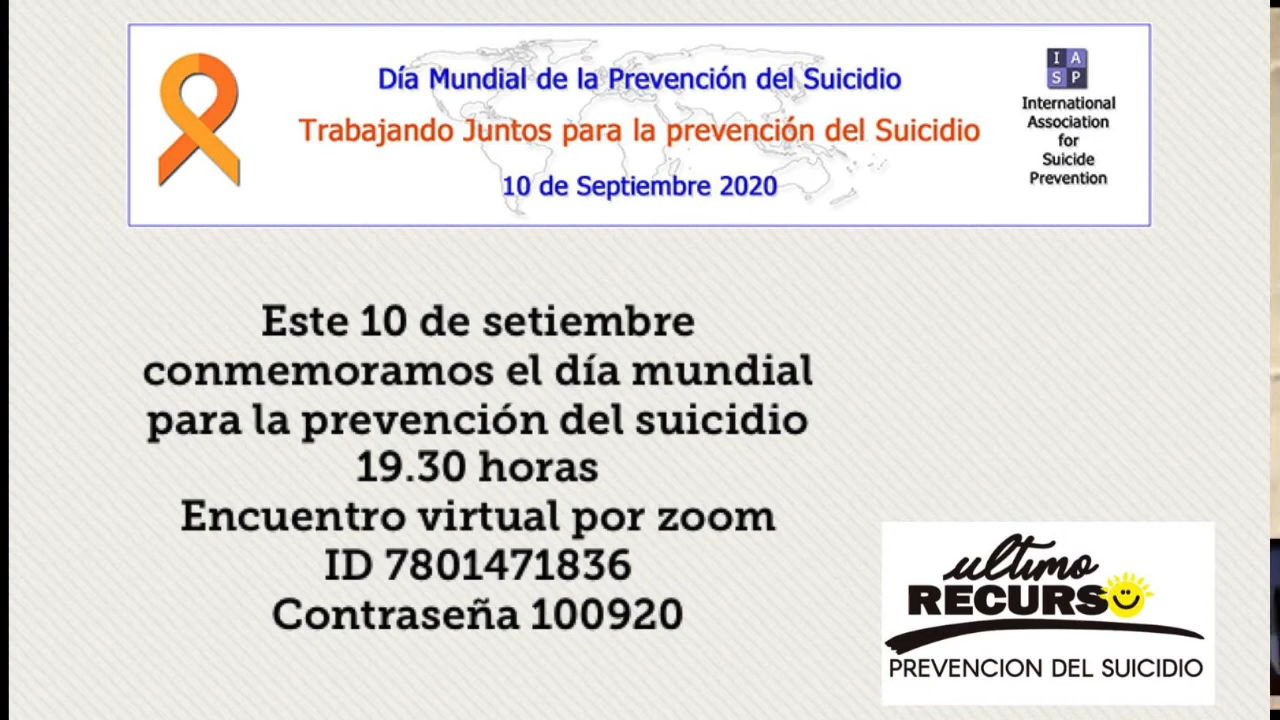 Día Mundial de la Prevención del Suicidio
Trabajando Juntos para la prevención del Suicidio
10 de Septiembre 2020
I A
S P
International
Association
for
Suicide
Prevention
Este 10 de setiembre
conmemoramos el día mundial
para la prevención del suicidio
19.30 horas
Encuentro virtual por zoom
ID 7801471836
Contraseña 100920
ultimo
RECURSO
PREVENCION DEL SUICIDIO